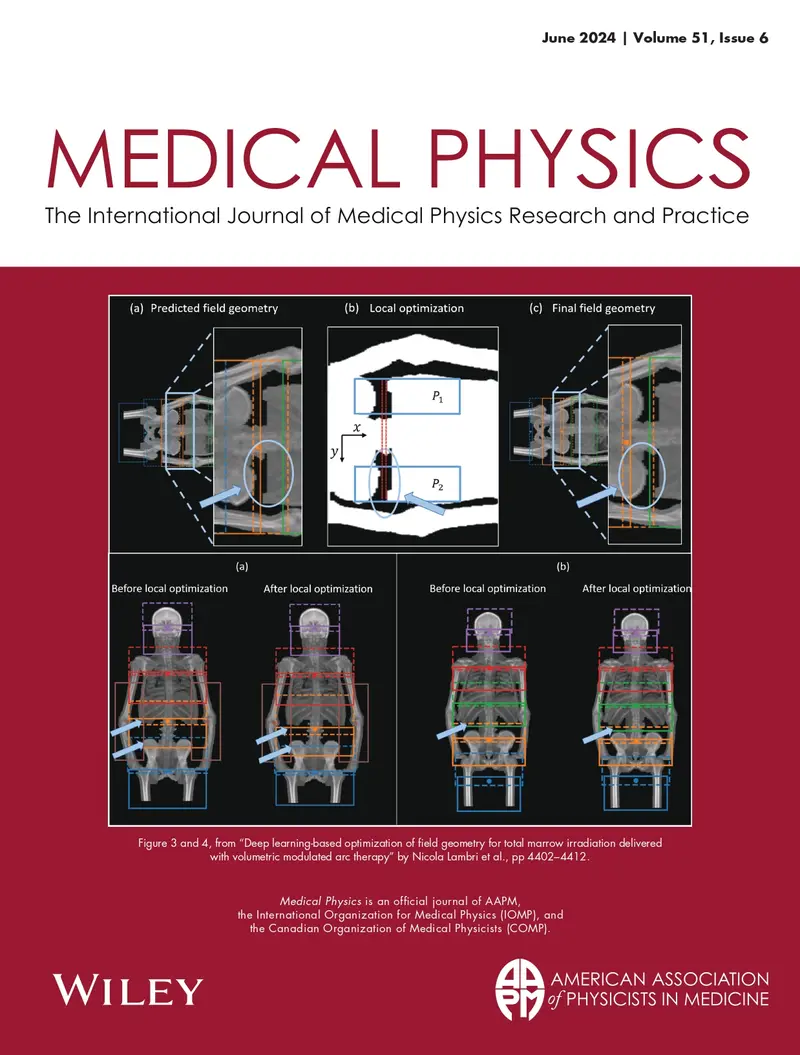 June 2024 | Volume 51, Issue 6
MEDICAL PHYSICS
The International Journal of Medical Physics Research and Practice
(a) Predicted field geometry
(b) Local optimization
(c) Final field geometry
P₁
x
y
P₂
(a)
(b)
Before local optimization
After local optimization
Before local optimization
After local optimization
Figure 3 and 4, from “Deep learning-based optimization of field geometry for total marrow irradiation delivered
with volumetric modulated arc therapy” by Nicola Lambri et al., pp 4402–4412.
Medical Physics is an official journal of AAPM,
the International Organization for Medical Physics (IOMP), and
the Canadian Organization of Medical Physicists (COMP).
WILEY
AAPM
AMERICAN ASSOCIATION
of PHYSICISTS IN MEDICINE